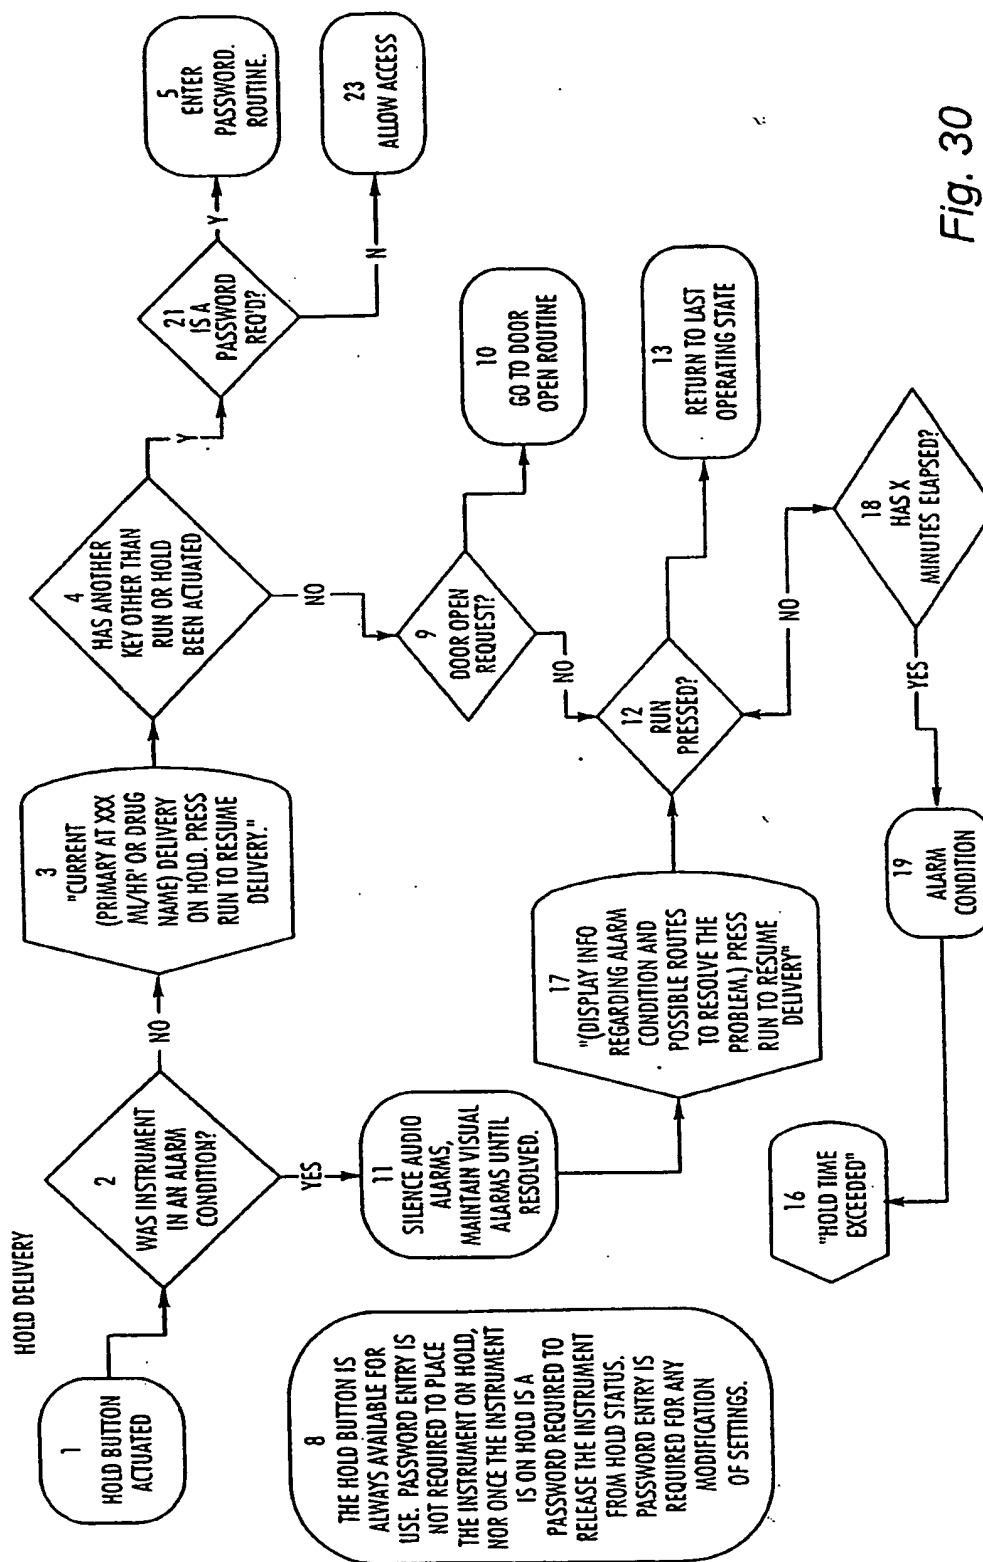 HOLD DELIVERY
1
HOLD BUTTON
ACTUATED
2
WAS INSTRUMENT
IN AN ALARM
CONDITION?
NO
YES
3
"CURRENT
(PRIMARY AT XXX
ML/HR' OR DRUG
NAME) DELIVERY
ON HOLD. PRESS
RUN TO RESUME
DELIVERY."
4
HAS ANOTHER
KEY OTHER THAN
RUN OR HOLD
BEEN ACTUATED
Y
NO
21
IS A
PASSWORD
REQ'D?
Y
N
5
ENTER
PASSWORD.
ROUTINE.
23
ALLOW ACCESS
9
DOOR OPEN
REQUEST?
NO
10
GO TO DOOR
OPEN ROUTINE
11
SILENCE AUDIO
ALARMS,
MAINTAIN VISUAL
ALARMS UNTIL
RESOLVED.
17
"(DISPLAY INFO
REGARDING ALARM
CONDITION AND
POSSIBLE ROUTES
TO RESOLVE THE
PROBLEM.) PRESS
RUN TO RESUME
DELIVERY"
12
RUN
PRESSED?
NO
13
RETURN TO LAST
OPERATING STATE
18
HAS X
MINUTES ELAPSED?
YES
19
ALARM
CONDITION
16
"HOLD TIME
EXCEEDED"
8
THE HOLD BUTTON IS
ALWAYS AVAILABLE FOR
USE. PASSWORD ENTRY IS
NOT REQUIRED TO PLACE
THE INSTRUMENT ON HOLD,
NOR ONCE THE INSTRUMENT
IS ON HOLD IS A
PASSWORD REQUIRED TO
RELEASE THE INSTRUMENT
FROM HOLD STATUS.
PASSWORD ENTRY IS
REQUIRED FOR ANY
MODIFICATION
OF SETTINGS.
Fig. 30